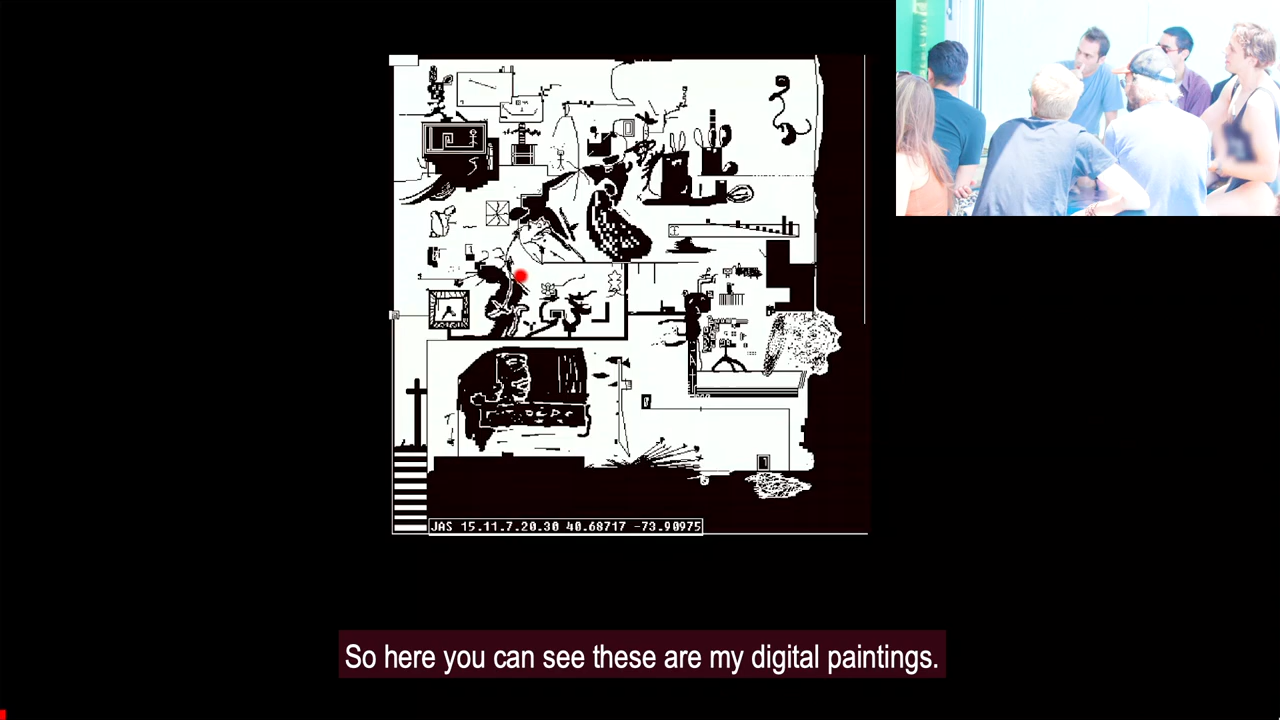 JAS 15.11.7.20.30 40.68717 -73.90975
So here you can see these are my digital paintings.